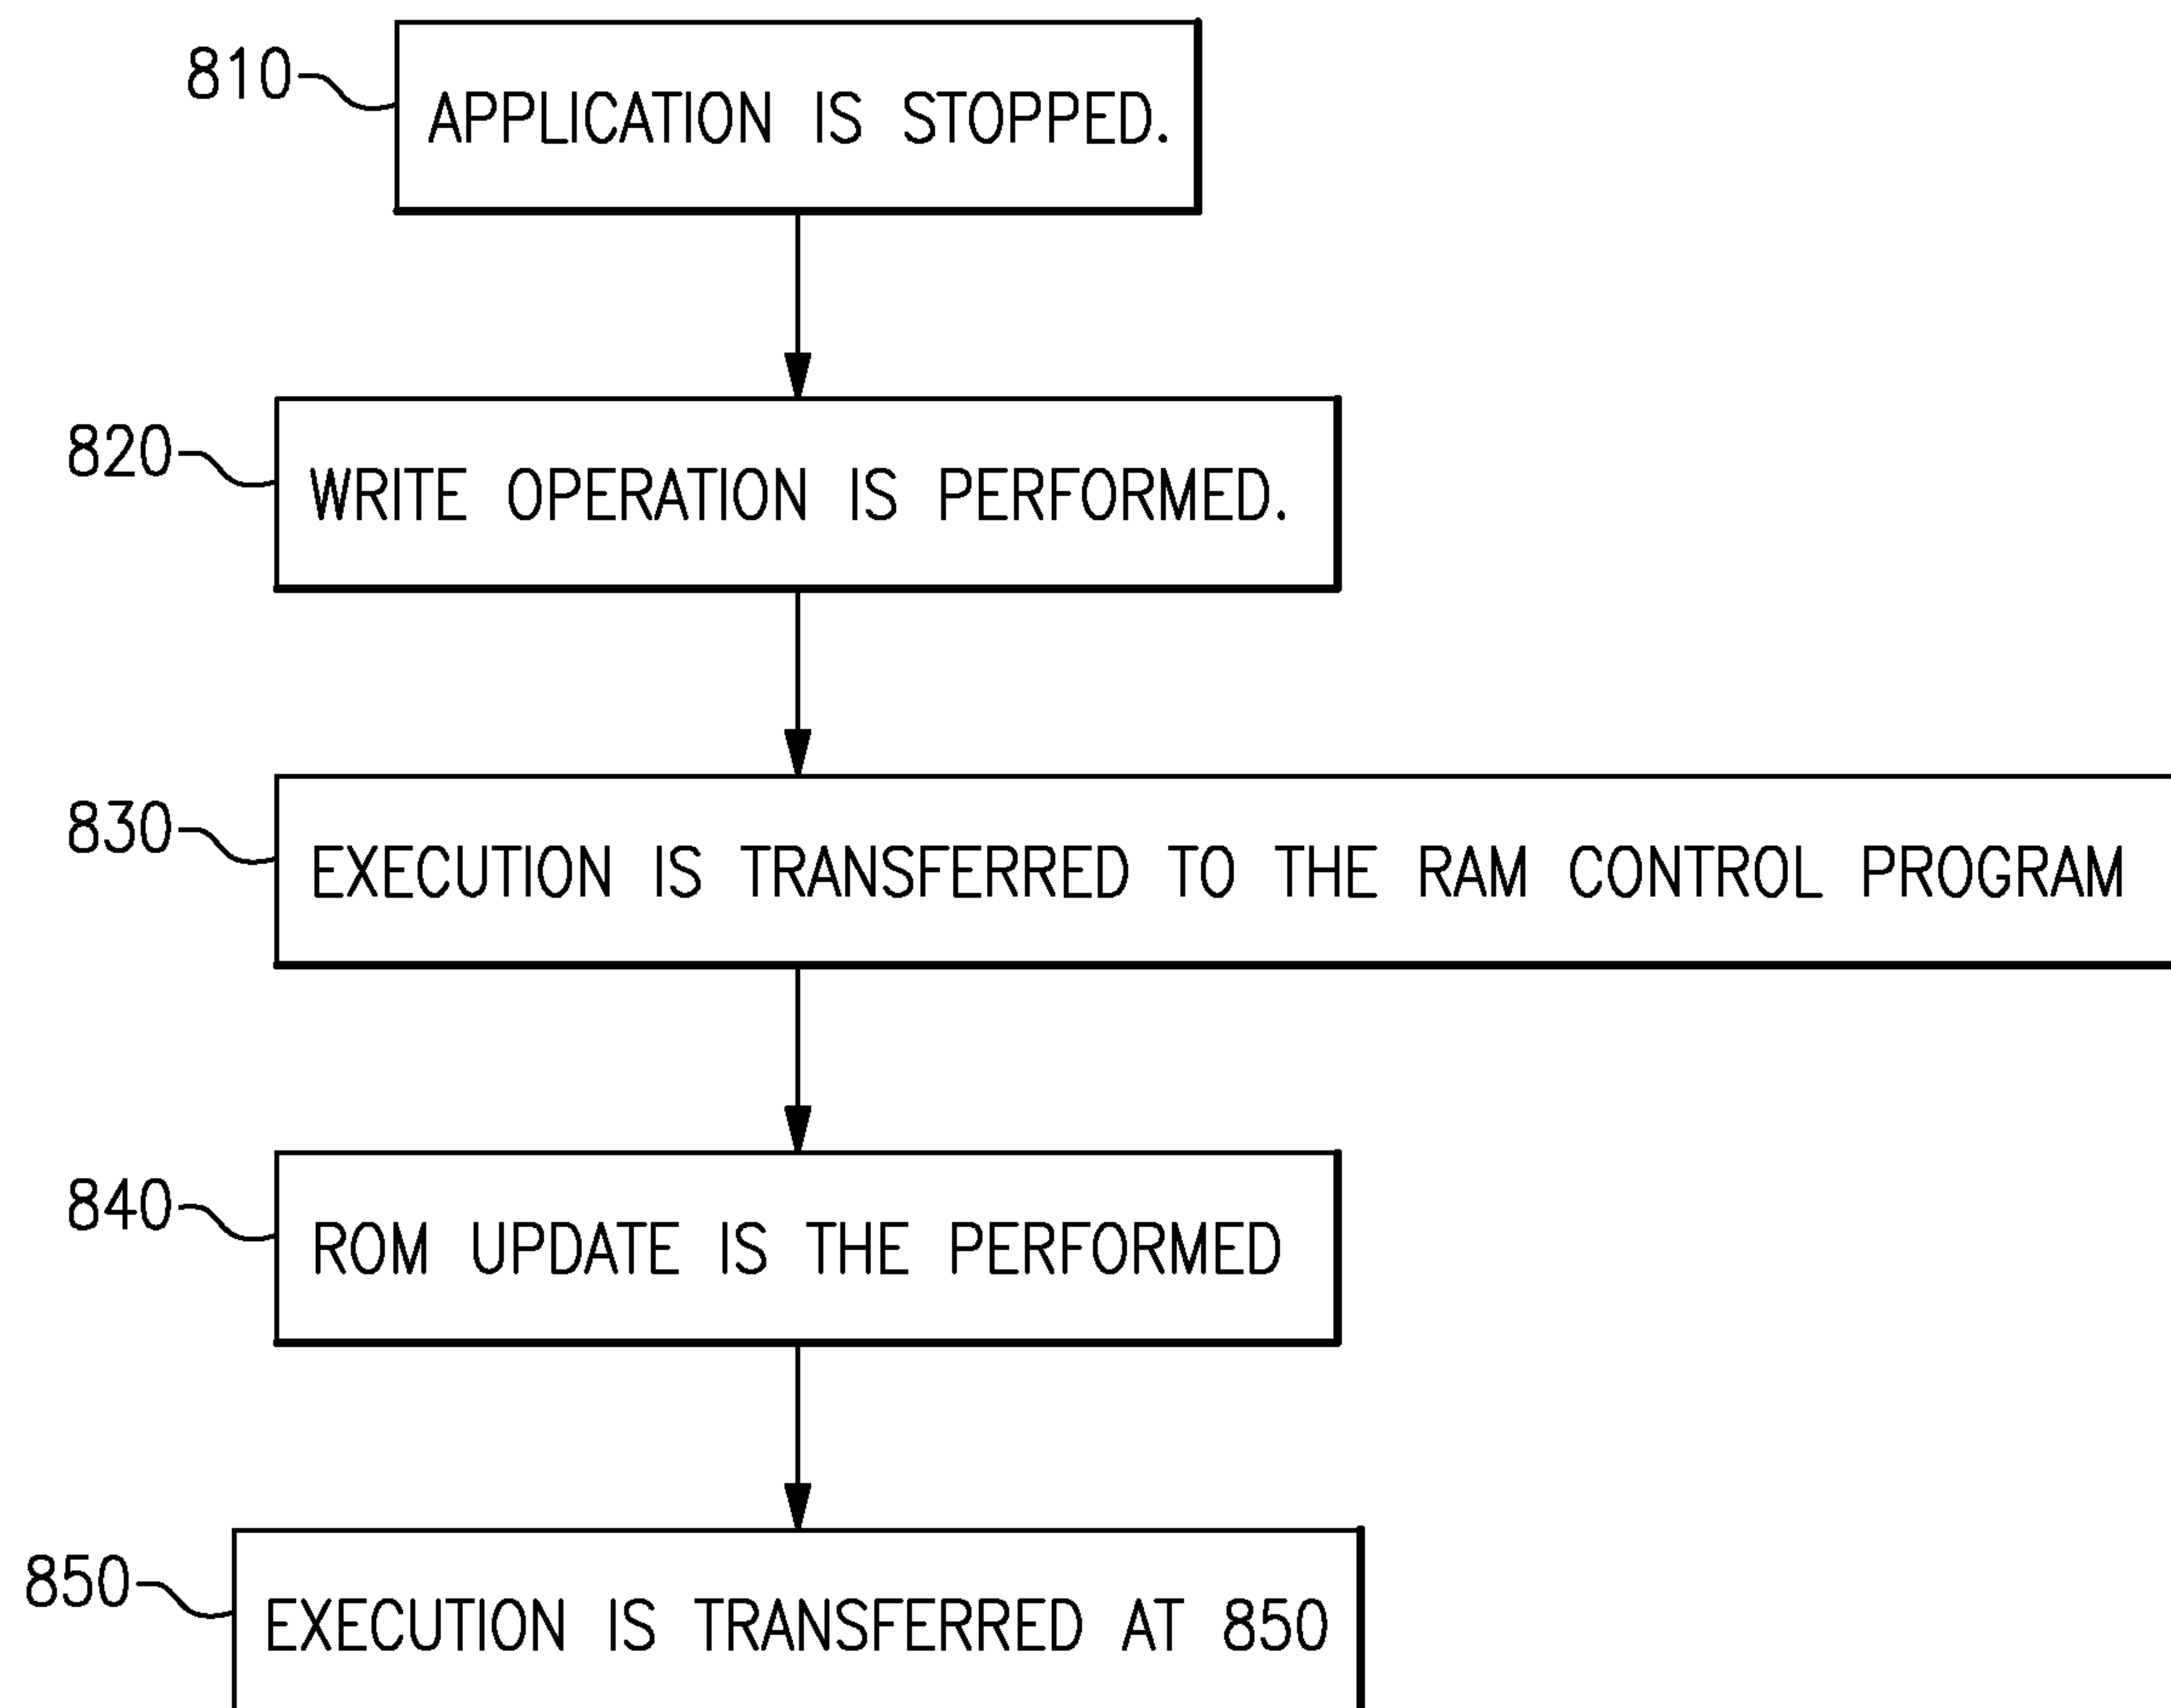 810
APPLICATION IS STOPPED.
820
WRITE OPERATION IS PERFORMED.
830
EXECUTION IS TRANSFERRED TO THE RAM CONTROL PROGRAM
840
ROM UPDATE IS THE PERFORMED
850
EXECUTION IS TRANSFERRED AT 850